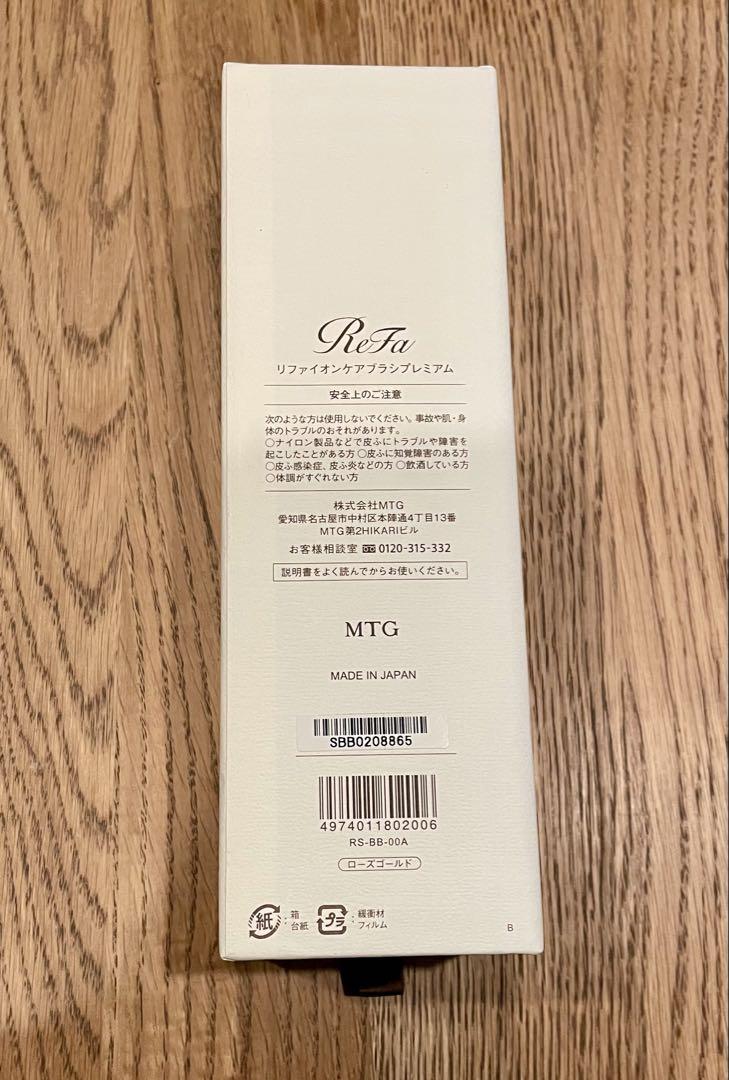 ReFa
リファイオンケアブラシプレミアム
安全上のご注意
次のような方は使用しないでください。事故や肌・身
体のトラブルのおそれがあります。
○ナイロン製品などで皮ふにトラブルや障害を
起こしたことがある方 ○皮ふに知覚障害のある方
○皮ふ感染症、皮ふ炎などの方 ○飲酒している方
○体調がすぐれない方
株式会社MTG
愛知県名古屋市中村区本陣通4丁目13番
MTG第2HIKARIビル
お客様相談室 0120-315-332
説明書をよく読んでからお使いください。
MTG
MADE IN JAPAN
SBB0208865
4974011802006
RS-BB-00A
ローズゴールド
紙 :箱 台紙 プラ :緩衝材 フィルム
B